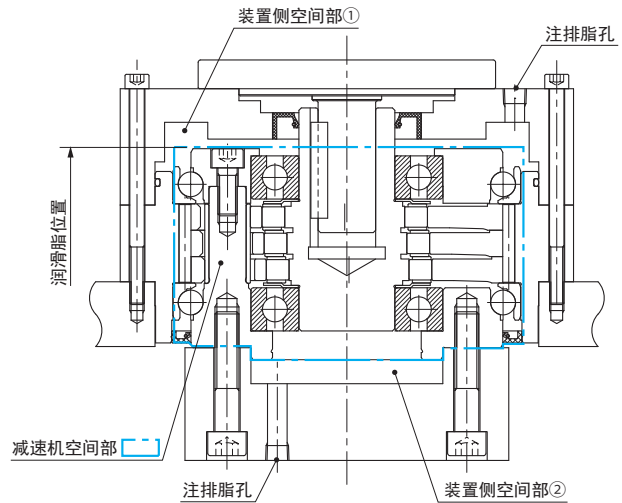 装置侧空间部①
注排脂孔
润滑脂位置
减速机空间部
注排脂孔
装置侧空间部②